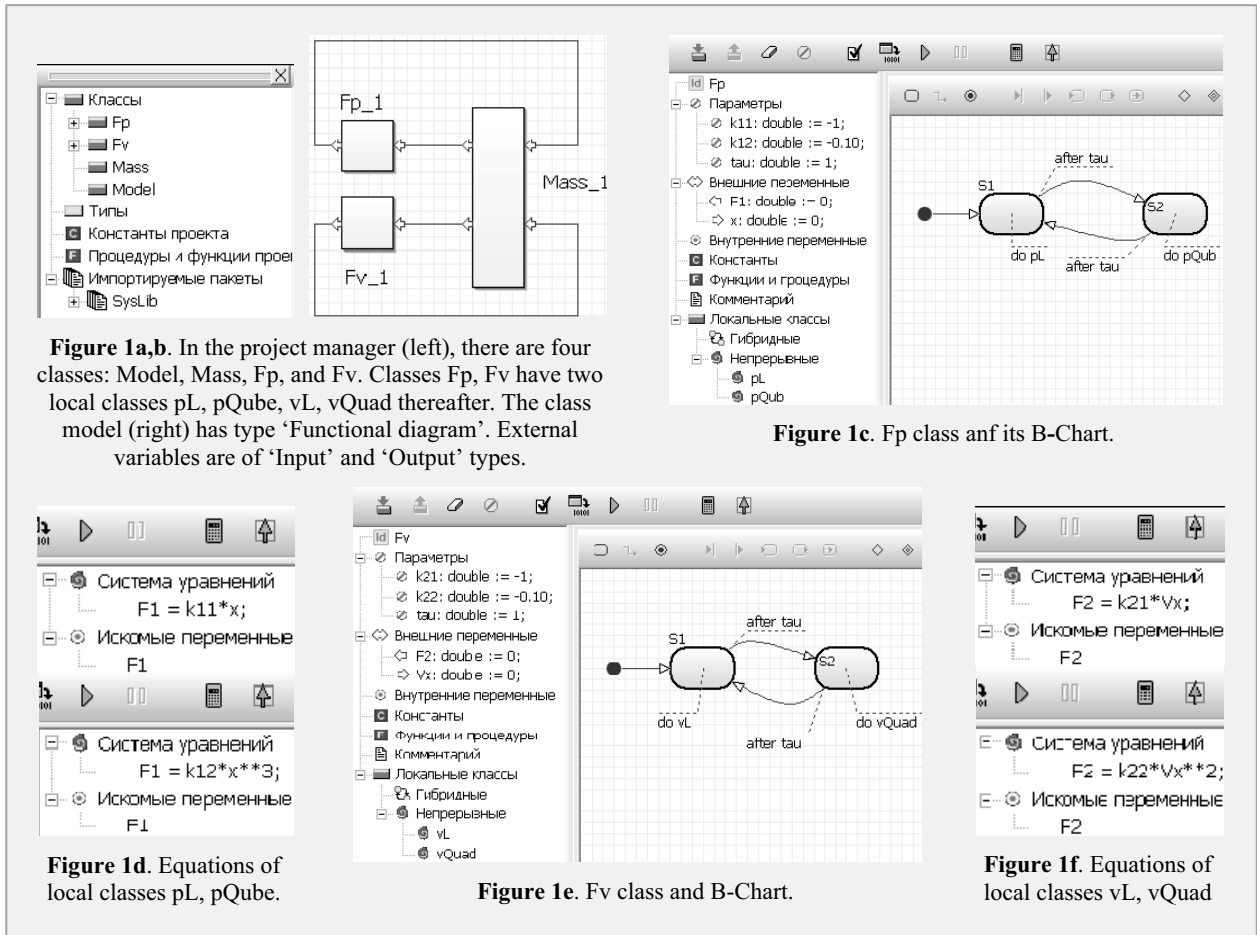 Классы
Fp
Fv
Mass
Model
Типы
Константы проекта
Процедуры и функции проек
Импортируемые пакеты
SysLib
Fp_1
Mass_1
Fv_1
Figure 1a,b. In the project manager (left), there are four
classes: Model, Mass, Fp, and Fv. Classes Fp, Fv have two
local classes pL, pQube, vL, vQuad thereafter. The class
model (right) has type ‘Functional diagram’. External
variables are of ‘Input’ and ‘Output’ types.
Id Fp
Параметры
k11: double := -1;
k12: double := -0.10;
tau: double := 1;
Внешние переменные
F1: double := 0;
x: double := 0;
Внутренние переменные
C Константы
F Функции и процедуры
Комментарий
Локальные классы
Гибридные
Непрерывные
pL
pQub
after tau
S1
S2
do pL
after tau
do pQub
Figure 1c. Fp class anf its B-Chart.
Система уравнений
F1 = k11*x;
Искомые переменные
F1
Система уравнений
F1 = k12*x**3;
Искомые переменные
F1
Figure 1d. Equations of
local classes pL, pQube.
Id Fv
Параметры
k21: double := -1;
k22: double := -0.10;
tau: double := 1;
Внешние переменные
F2: double := 0;
Vx: double := 0;
Внутренние переменные
C Константы
F Функции и процедуры
Комментарий
Локальные классы
Гибридные
Непрерывные
vL
vQuad
after tau
S1
S2
do vL
do vQuad
after tau
Figure 1e. Fv class and B-Chart.
Система уравнений
F2 = k21*Vx;
Искомые переменные
F2
Система уравнений
F2 = k22*Vx**2;
Искомые переменные
F2
Figure 1f. Equations of
local classes vL, vQuad